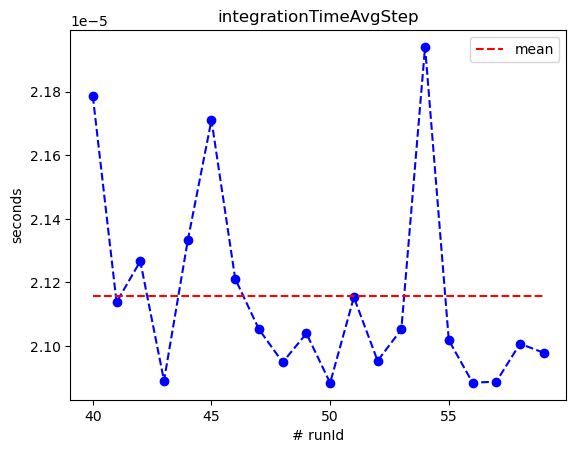 integrationTimeAvgStep
1e−5
mean
2.18
2.16
2.14
2.12
2.10
seconds
40
45
50
55
# runId